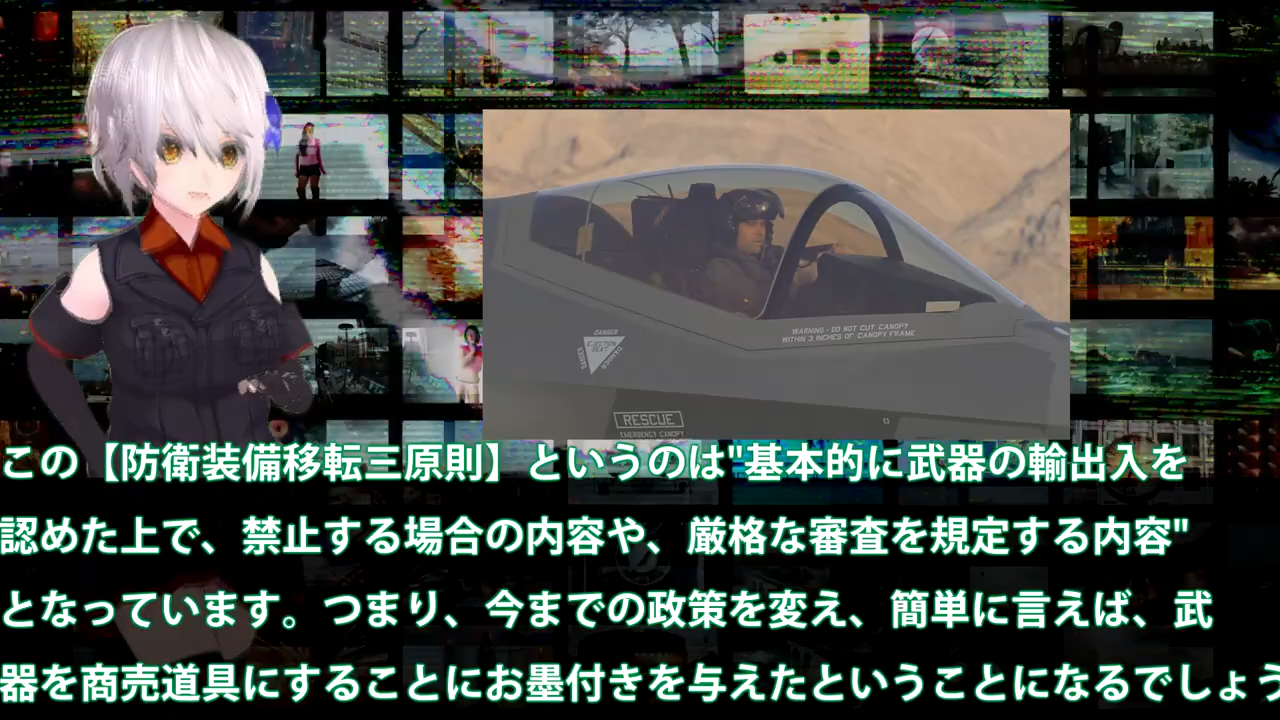 DANGER
EJECTION
SEAT
DANGER
DANGER
WARNING - DO NOT CUT CANOPY
WITHIN 3 INCHES OF CANOPY FRAME
RESCUE
EMERGENCY CANOPY
この【防衛装備移転三原則】というのは"基本的に武器の輸出入を
認めた上で、禁止する場合の内容や、厳格な審査を規定する内容"
となっています。つまり、今までの政策を変え、簡単に言えば、武
器を商売道具にすることにお墨付きを与えたということになるでしょう